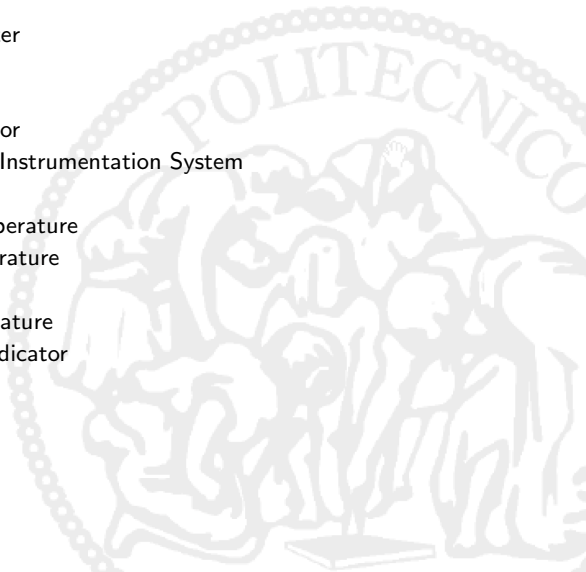 er
or
Instrumentation System
perature
rature
ature
dicator
POLITECNICO